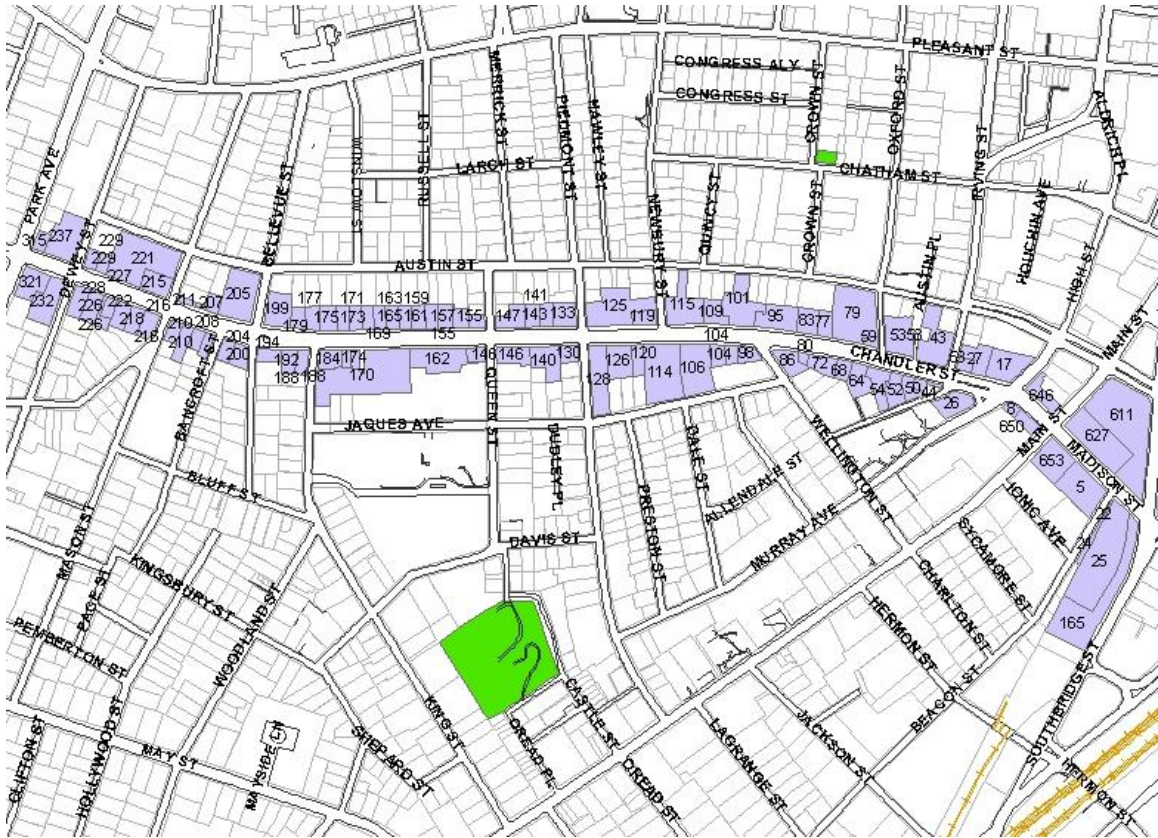 PLEASANT ST
CONGRESS ALY
CONGRESS ST
CROWN ST
OXFORD ST
ALDRICH PL
MERRICK ST
PIEDMONT ST
HAWLEY ST
LARCH ST
WINSLOW ST
RUSSELL ST
CHATHAM ST
IRVING ST
PARK AVE
BELLEVUE ST
NEWBURY ST
QUINCY ST
CROWN ST
HOUCHIN AVE
AUSTIN PL
HIGH ST
DEWEY ST
AUSTIN ST
MAIN ST
315 237 229 229 221 227 215
321 232 228 226 226 222 218 216 216 211 207 205
210 210 208 204 200 194
199 177 171 163 159 141
179 175 173 165 161 157 155 147 143 133
169 155
125 119 115 109 101 95 83 77 79 59 53 53 43 53 27 17
104 80
CHANDLER ST
192 188 188 184 174 170 162 146 146 140 130
128 126 120 114 106 104 98
86 72 68 64 54 52 50 44 26
8 650 646 611 627
653 5 22 24 25 165
BANCROFT ST
QUEEN ST
JAQUES AVE
DUDLEY PL
DALE ST
PRESTON ST
ALLENDALE ST
WELLINGTON ST
MAIN ST
MADISON ST
BLUFF ST
IONIC AVE
SYCAMORE ST
MURRAY AVE
DAVIS ST
MASON ST
KINGSBURY ST
PAGE ST
WOODLAND ST
CHARLTON ST
HERMON ST
PEMBERTON ST
BEACON ST
SOUTHBRIDGE ST
KING ST
CASTLE ST
OREAD PL
SHEPARD ST
OREAD ST
LAGRANGE ST
JACKSON ST
HERMON ST
CLIFTON ST
HOLLYWOOD ST
MAY ST
MAYSIDE LN